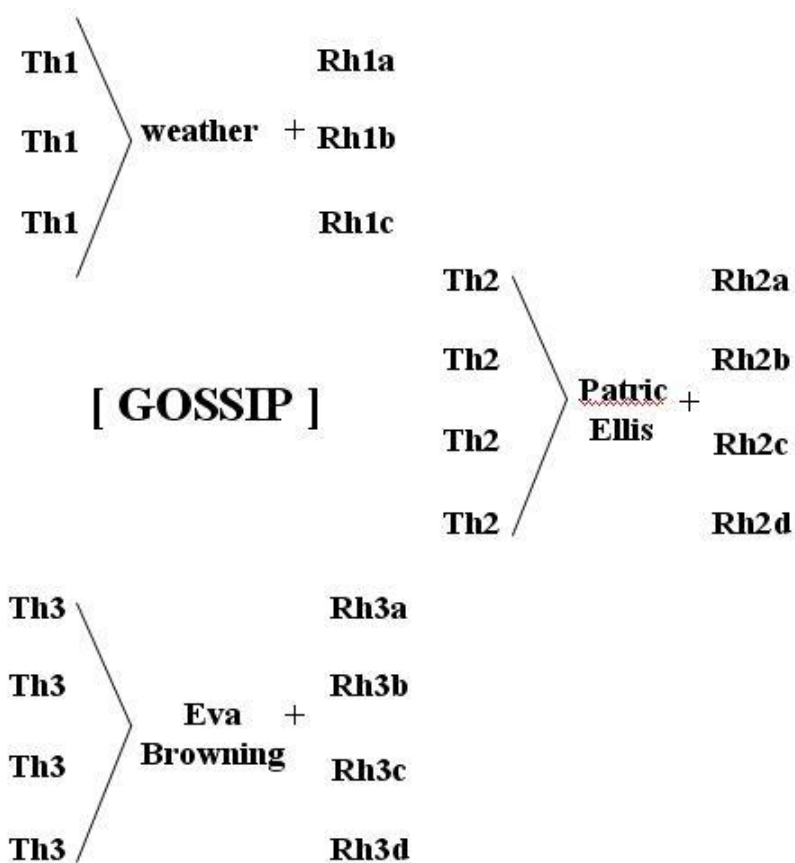 Th1 Rh1a
Th1 weather + Rh1b
Th1 Rh1c
Th2 Rh2a
Th2 Rh2b
[ GOSSIP ] Patric +
Ellis
Th2 Rh2c
Th2 Rh2d
Th3 Rh3a
Th3 Rh3b
Eva +
Browning
Th3 Rh3c
Th3 Rh3d